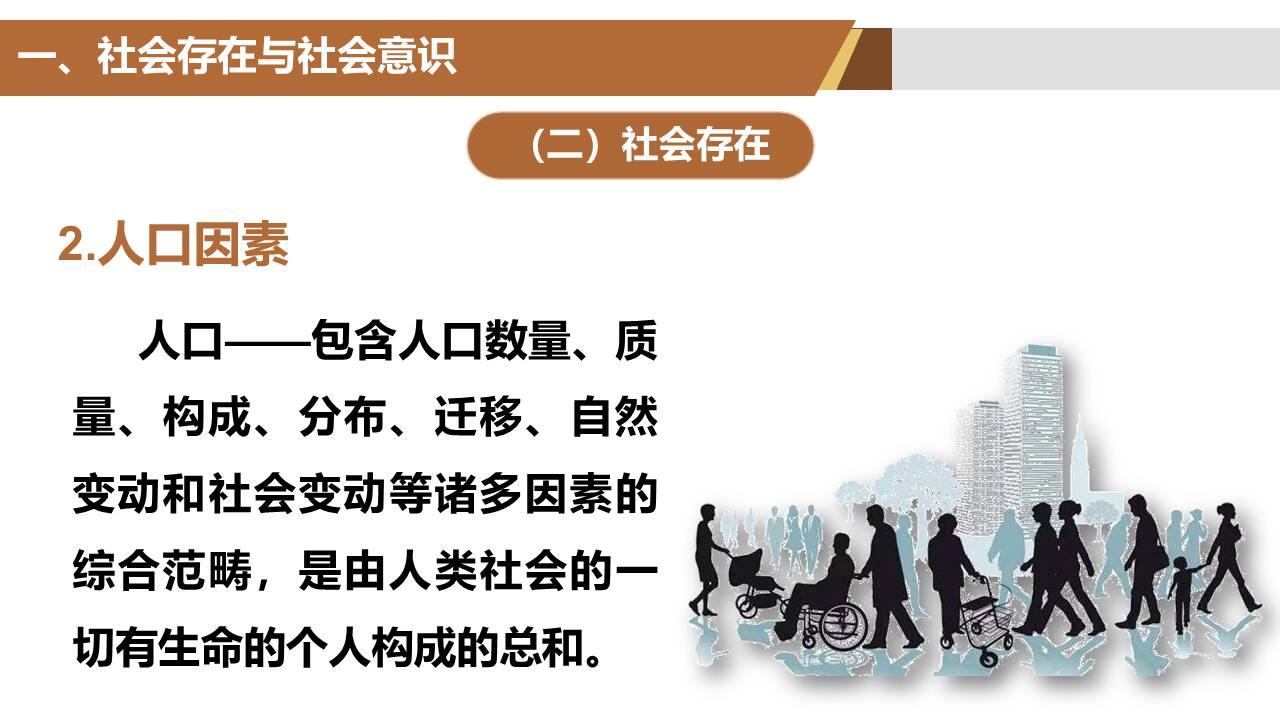 一、社会存在与社会意识
（二）社会存在
2.人口因素
人口——包含人口数量、质
量、构成、分布、迁移、自然
变动和社会变动等诸多因素的
综合范畴，是由人类社会的一
切有生命的个人构成的总和。